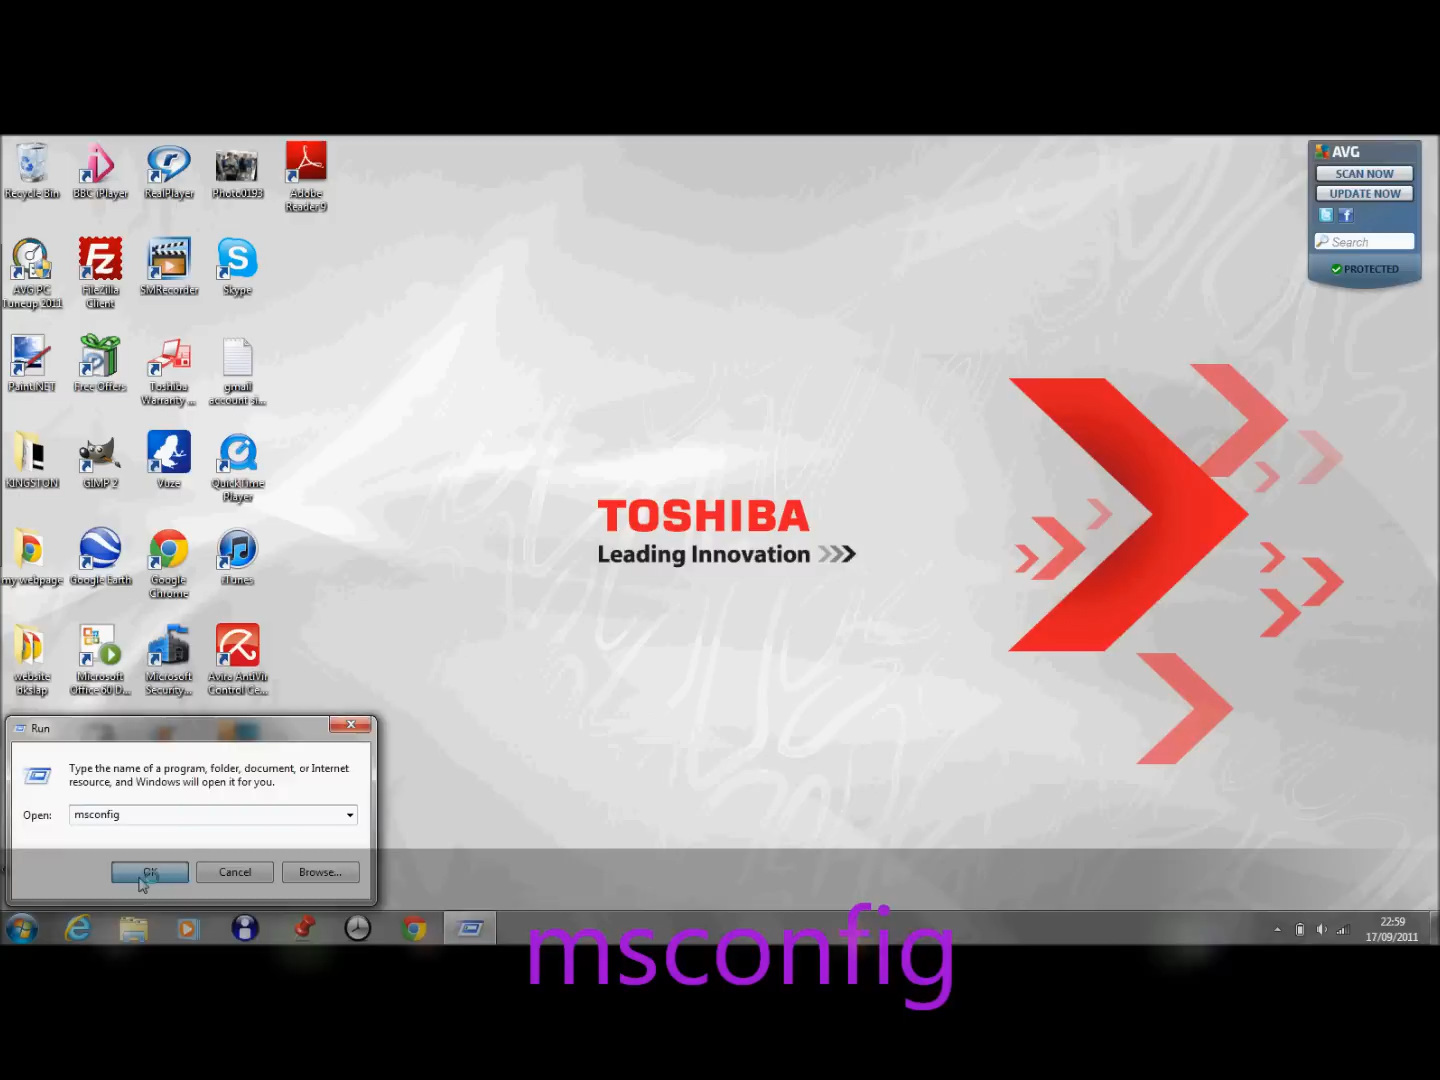 Recycle Bin
BBC iPlayer
RealPlayer
Photo0193
Adobe
Reader 9
AVG PC
Tuneup 2011
FileZilla
Client
SMRecorder
Skype
Paint.NET
Free Offers
Toshiba
Warranty ...
gmail
account si...
KINGSTON
GIMP 2
Vuze
QuickTime
Player
my webpage
Google Earth
Google
Chrome
iTunes
website
bkslap
Microsoft
Office 60 D...
Microsoft
Security...
Avira AntiVir
Control Ce...
AVG
SCAN NOW
UPDATE NOW
Search
PROTECTED
TOSHIBA
Leading Innovation >>>
Run
Type the name of a program, folder, document, or Internet
resource, and Windows will open it for you.
Open: msconfig
OK Cancel Browse...
22:59
17/09/2011
msconfig